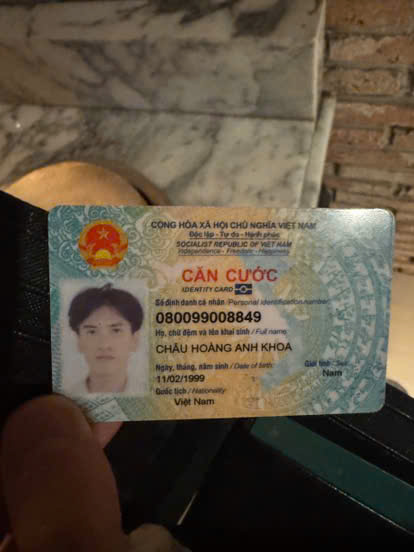 CỘNG HÒA XÃ HỘI CHỦ NGHĨA VIỆT NAM
Độc lập - Tự do - Hạnh phúc
SOCIALIST REPUBLIC OF VIET NAM
Independence - Freedom - Happiness
CĂN CƯỚC
IDENTITY CARD
Số định danh cá nhân / Personal identification number
080099008849
Họ, chữ đệm và tên khai sinh / Full name
CHÂU HOÀNG ANH KHOA
Ngày, tháng, năm sinh / Date of birth
Giới tính / Sex
11/02/1999
Nam
Quốc tịch / Nationality
Việt Nam